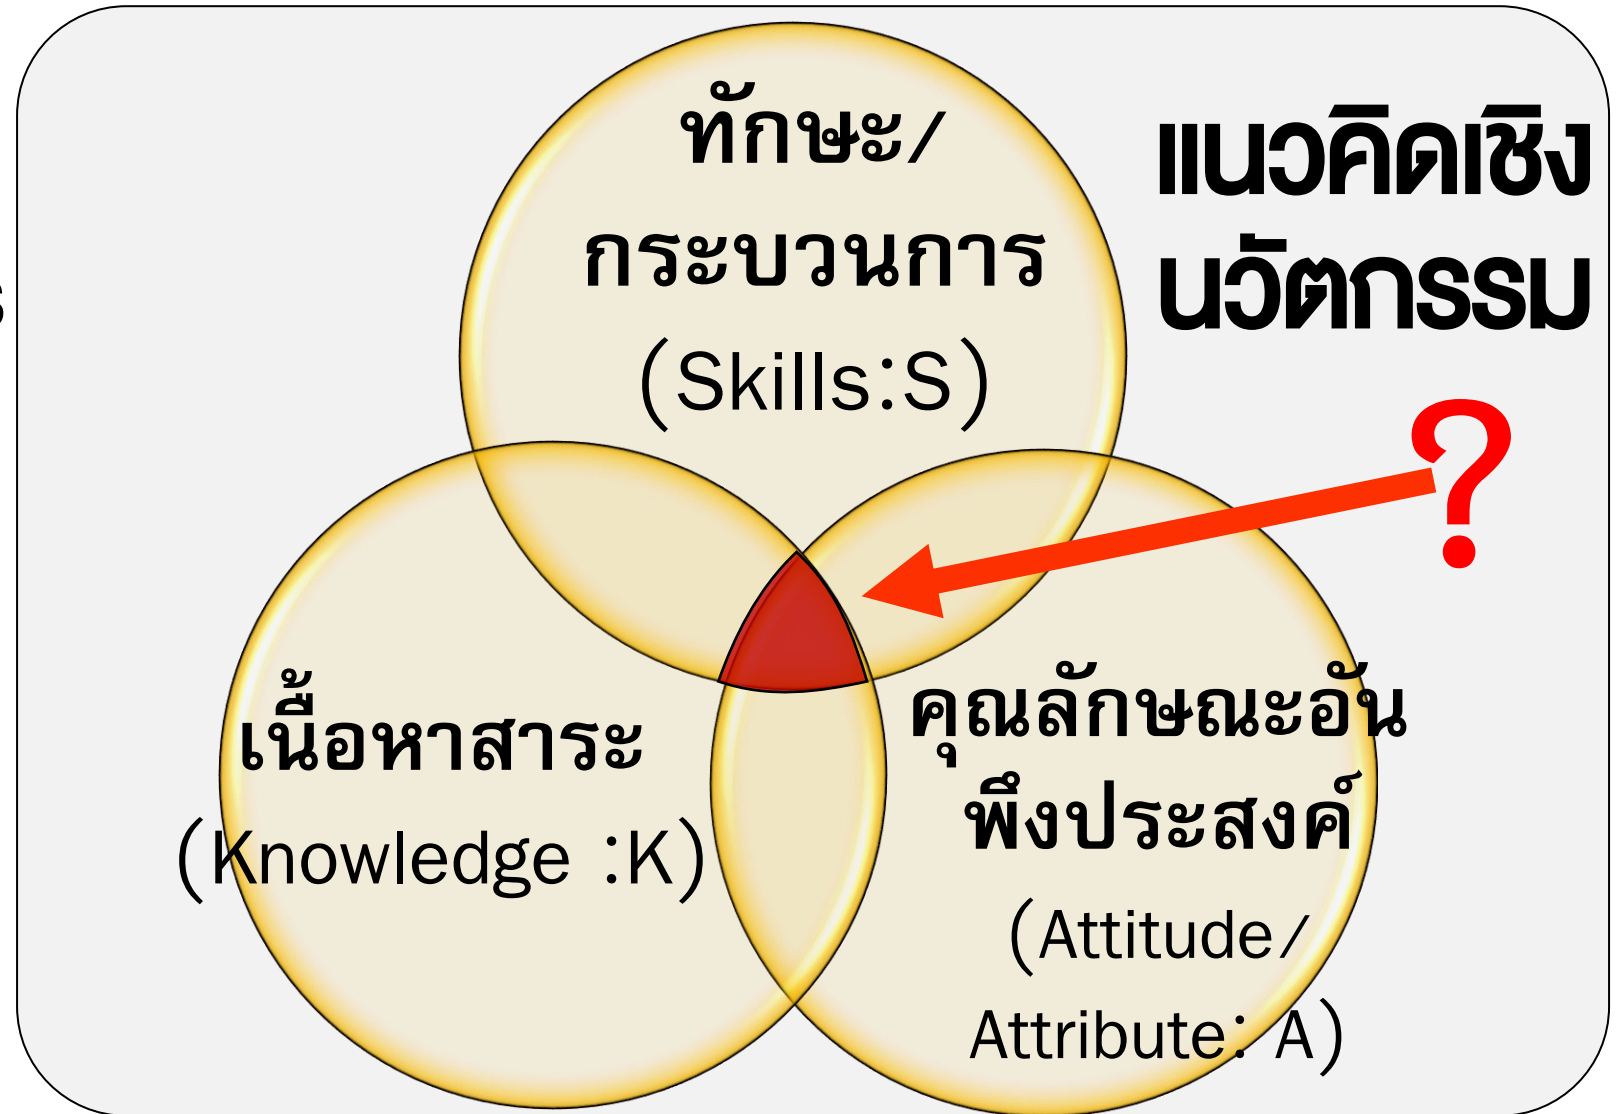 ทักษะ/
กระบวนการ
(Skills:S)
แนวคิดเชิง
นวัตกรรม
?
เนื้อหาสาระ
(Knowledge :K)
คุณลักษณะอัน
พึงประสงค์
(Attitude/
Attribute: A)